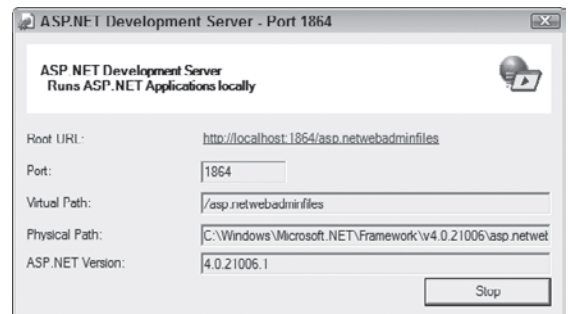 ASP.NET Development Server - Port 1864
ASP.NET Development Server
Runs ASP.NET Applications locally
Root URL: http://localhost:1864/asp.netwebadminfiles
Port: 1864
Virtual Path: /asp.netwebadminfiles
Physical Path: C:\Windows\Microsoft.NET\Framework\v4.0.21006\asp.netwet
ASP.NET Version: 4.0.21006.1
Stop